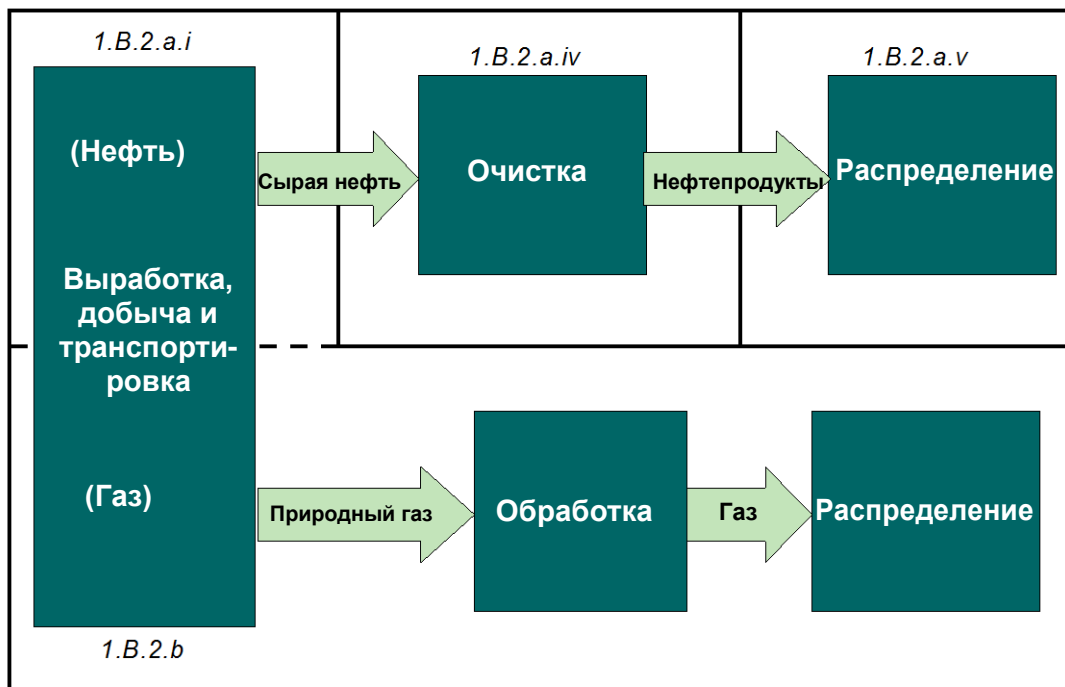 1.B.2.a.i
1.B.2.a.iv
1.B.2.a.v
(Нефть)
Сырая нефть
Очистка
Нефтепродукты
Распределение
Выработка,
добыча и
транспорти-
ровка
(Газ)
Природный газ
Обработка
Газ
Распределение
1.B.2.b